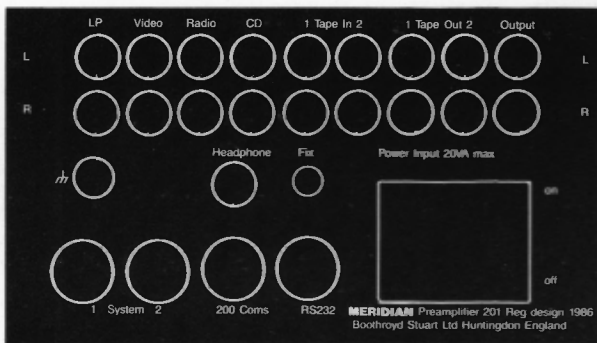 LP Video Radio CD 1 Tape In 2 1 Tape Out 2 Output
L L
R R
Headphone Fix Power Input 20VA max
on
off
1 System 2 200 Coms RS232
MERIDIAN Preamplifier 201 Reg design 1986
Boothroyd Stuart Ltd Huntingdon England